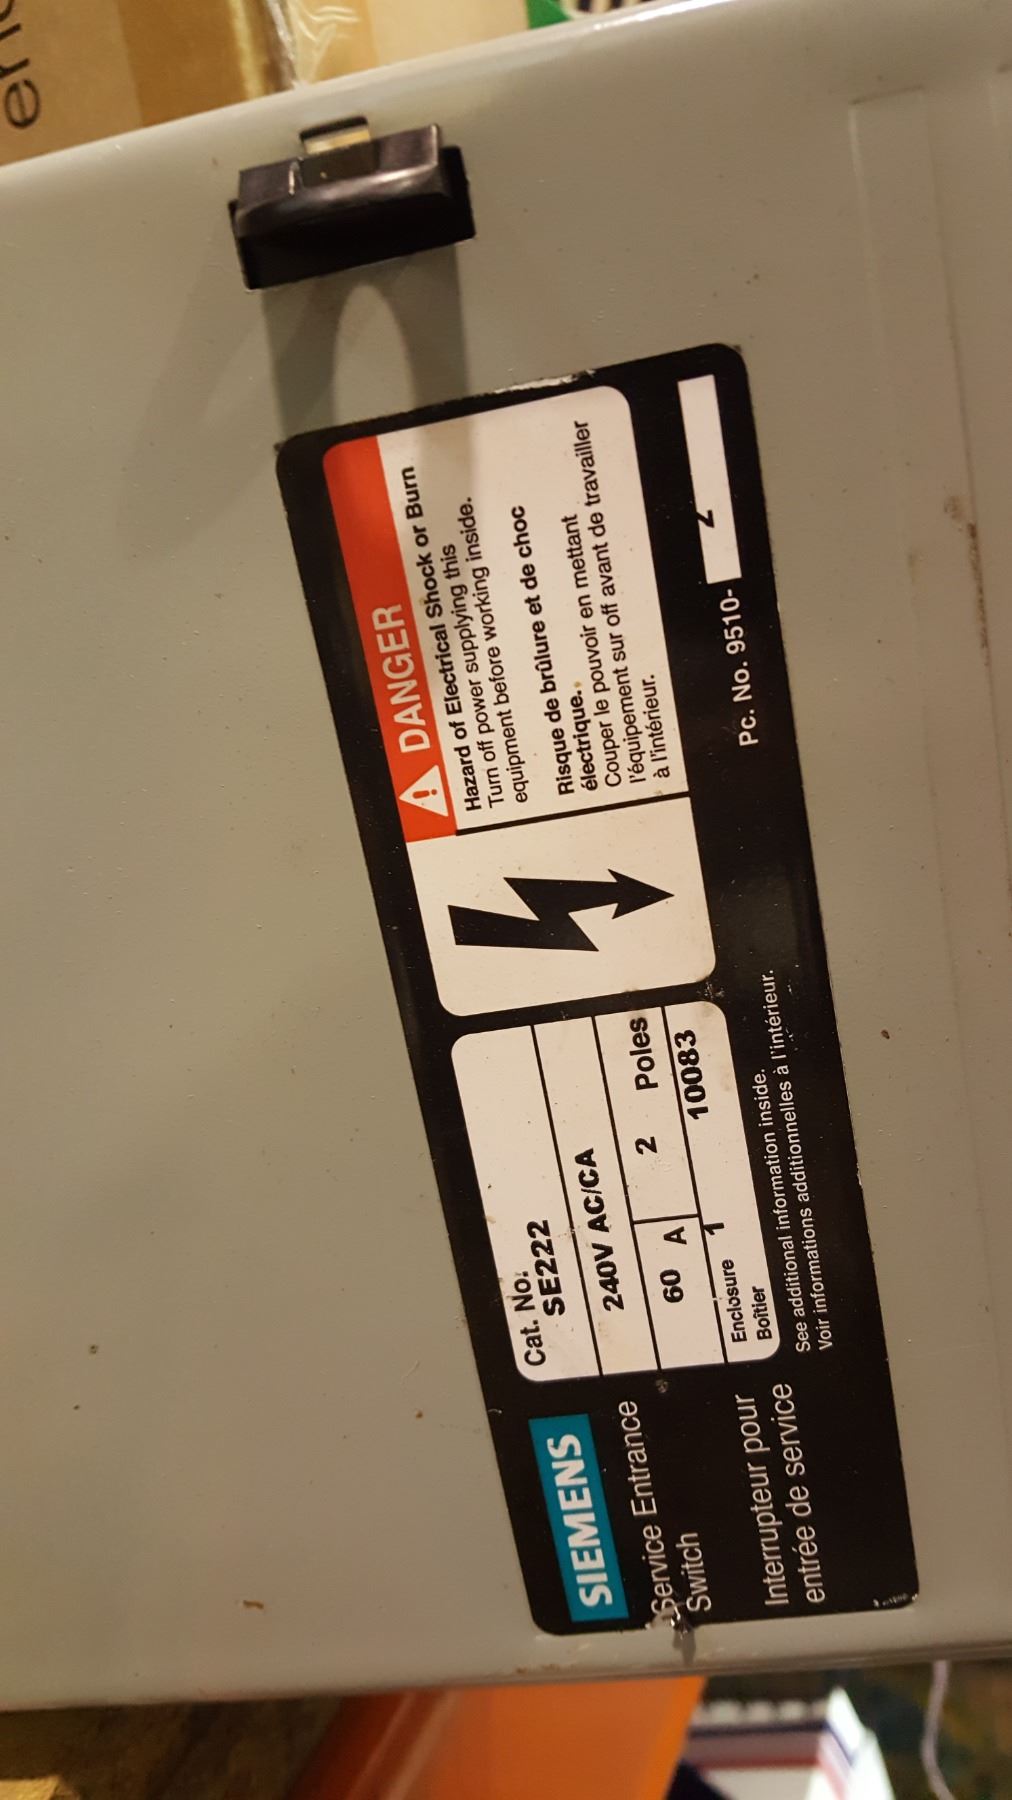 SIEMENS
Service Entrance
Switch
Interrupteur pour
entrée de service
Cat. No.
SE222
240V AC/CA
60 A
2 Poles
Enclosure
Boîtier
1
10083
See additional information inside.
Voir informations additionnelles à l'intérieur.
DANGER
Hazard of Electrical Shock or Burn
Turn off power supplying this
equipment before working inside.
Risque de brûlure et de choc
électrique.
Couper le pouvoir en mettant
l'équipement sur off avant de travailler
à l'intérieur.
Pc. No. 9510-